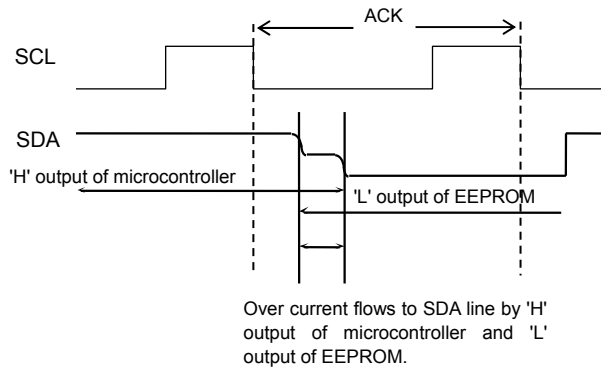 ACK
SCL
SDA
'H' output of microcontroller
'L' output of EEPROM
Over current flows to SDA line by 'H'
output of microcontroller and 'L'
output of EEPROM.